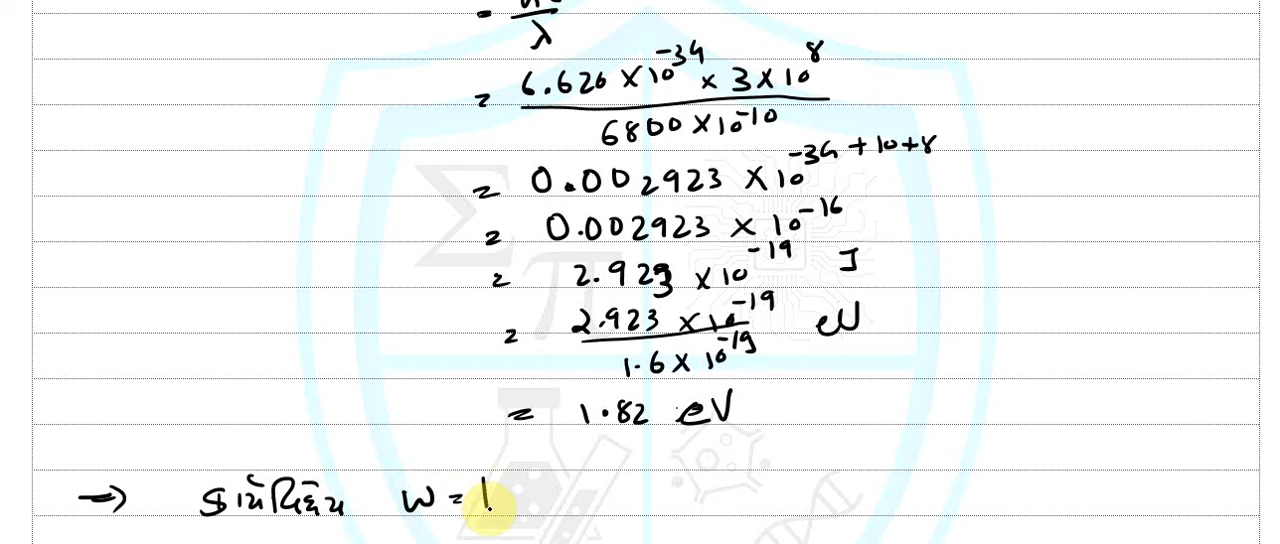 = hc/λ
= 6.626 × 10^-34 × 3 × 10^8 / 6800 × 10^-10
= 0.002923 × 10^-34+10+8
= 0.002923 × 10^-16
= 2.923 × 10^-19 J
= 2.923 × 10^-19 / 1.6 × 10^-19 eV
= 1.82 eV
⇒ W = 1.